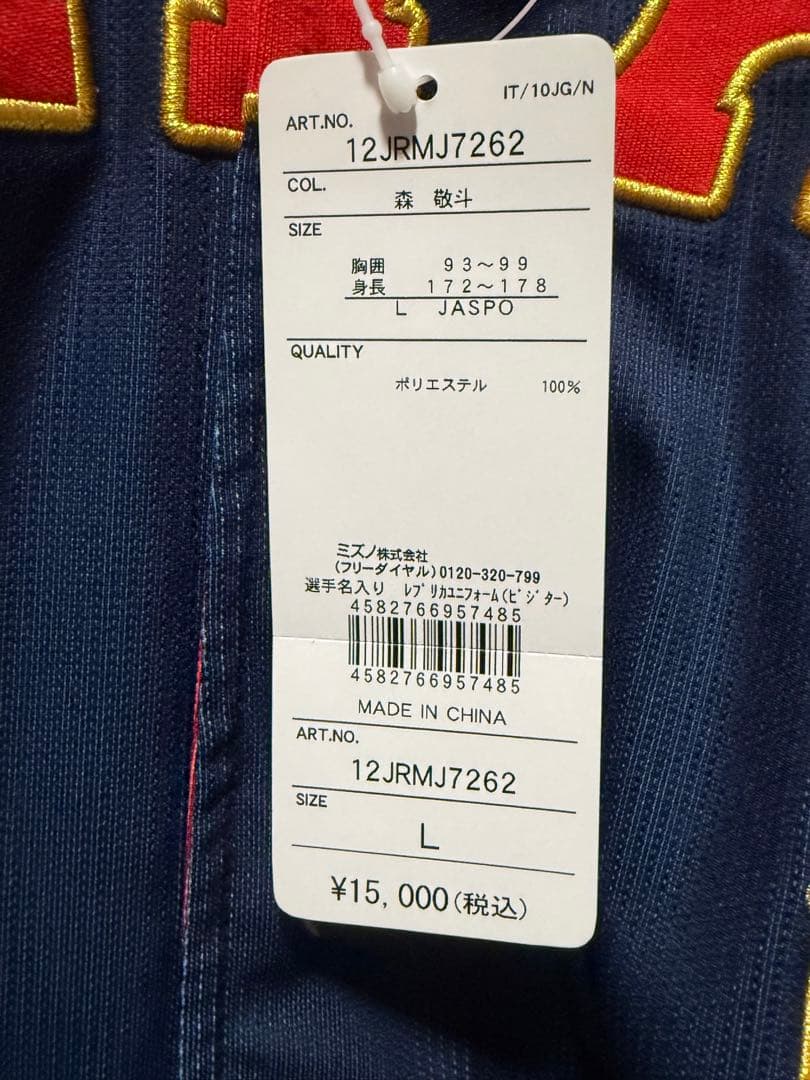 IT/10JG/N
ART.NO.
12JRMJ7262
COL.
森 敬斗
SIZE
胸囲 93～99
身長 172～178
L JASPO
QUALITY
ポリエステル 100%
ミズノ株式会社
(フリーダイヤル)0120-320-799
選手名入り ﾚﾌﾟﾘｶﾕﾆﾌｫｰﾑ(ﾋﾞｼﾞﾀｰ)
4582766957485
4582766957485
MADE IN CHINA
ART.NO.
12JRMJ7262
SIZE
L
¥15,000(税込)